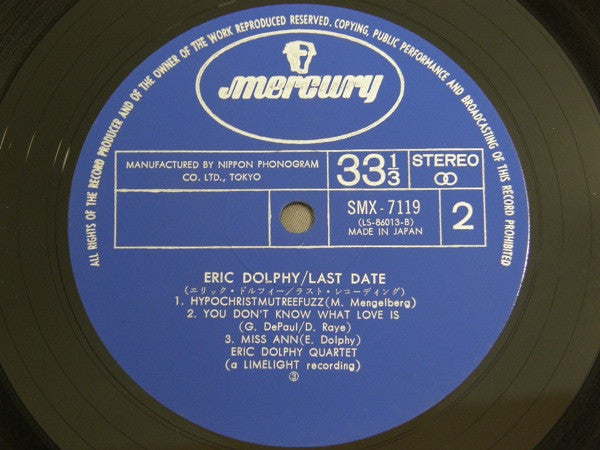 ALL RIGHTS OF THE RECORD PRODUCER AND OF THE OWNER OF THE WORK REPRODUCED RESERVED. COPYING, PUBLIC PERFORMANCE AND BROADCASTING OF THIS RECORD PROHIBITED
mercury
MANUFACTURED BY NIPPON PHONOGRAM
CO. LTD., TOKYO
33 1/3
STEREO
SMX-7119
(LS-86013-B)
MADE IN JAPAN
2
ERIC DOLPHY/LAST DATE
(エリック・ドルフィー/ラスト・レコーディング)
1. HYPOCHRISTMUTREEFUZZ(M. Mengelberg)
2. YOU DON'T KNOW WHAT LOVE IS
(G. DePaul/D. Raye)
3. MISS ANN(E. Dolphy)
ERIC DOLPHY QUARTET
(a LIMELIGHT recording)
③